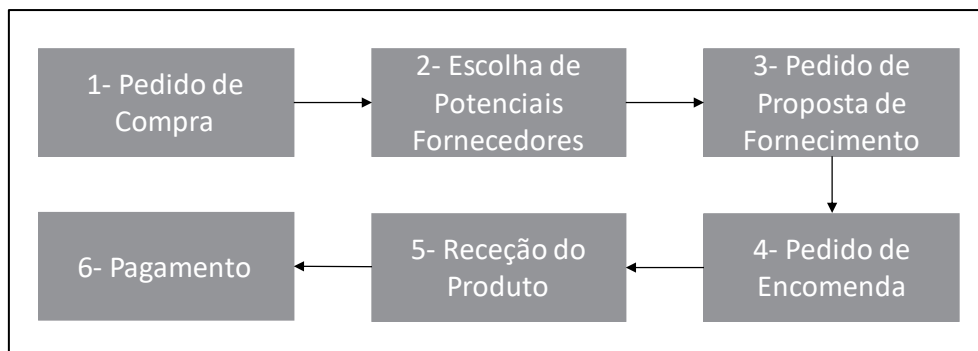 1- Pedido de
Compra
2- Escolha de
Potenciais
Fornecedores
3- Pedido de
Proposta de
Fornecimento
4- Pedido de
Encomenda
5- Receção do
Produto
6- Pagamento